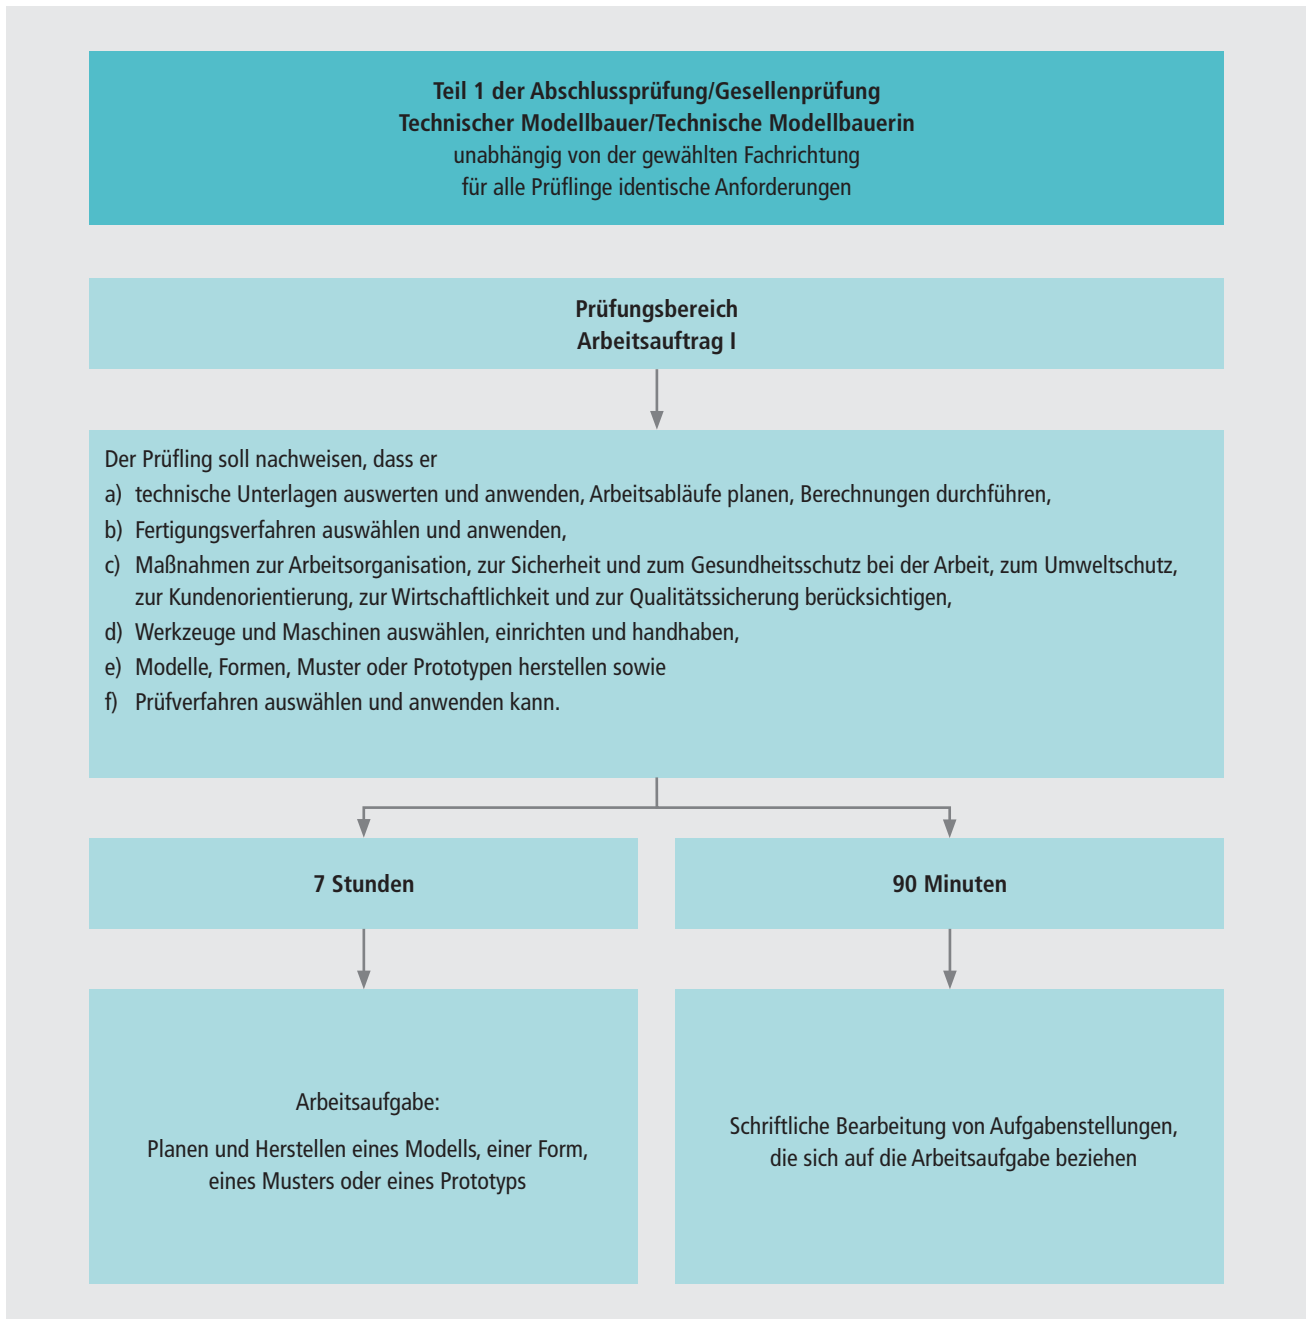 Teil 1 der Abschlussprüfung/Gesellenprüfung
Technischer Modellbauer/Technische Modellbauerin
unabhängig von der gewählten Fachrichtung
für alle Prüflinge identische Anforderungen
Prüfungsbereich
Arbeitsauftrag I
Der Prüfling soll nachweisen, dass er
a) technische Unterlagen auswerten und anwenden, Arbeitsabläufe planen, Berechnungen durchführen,
b) Fertigungsverfahren auswählen und anwenden,
c) Maßnahmen zur Arbeitsorganisation, zur Sicherheit und zum Gesundheitsschutz bei der Arbeit, zum Umweltschutz,
zur Kundenorientierung, zur Wirtschaftlichkeit und zur Qualitätssicherung berücksichtigen,
d) Werkzeuge und Maschinen auswählen, einrichten und handhaben,
e) Modelle, Formen, Muster oder Prototypen herstellen sowie
f) Prüfverfahren auswählen und anwenden kann.
7 Stunden
90 Minuten
Arbeitsaufgabe:
Planen und Herstellen eines Modells, einer Form,
eines Musters oder eines Prototyps
Schriftliche Bearbeitung von Aufgabenstellungen,
die sich auf die Arbeitsaufgabe beziehen